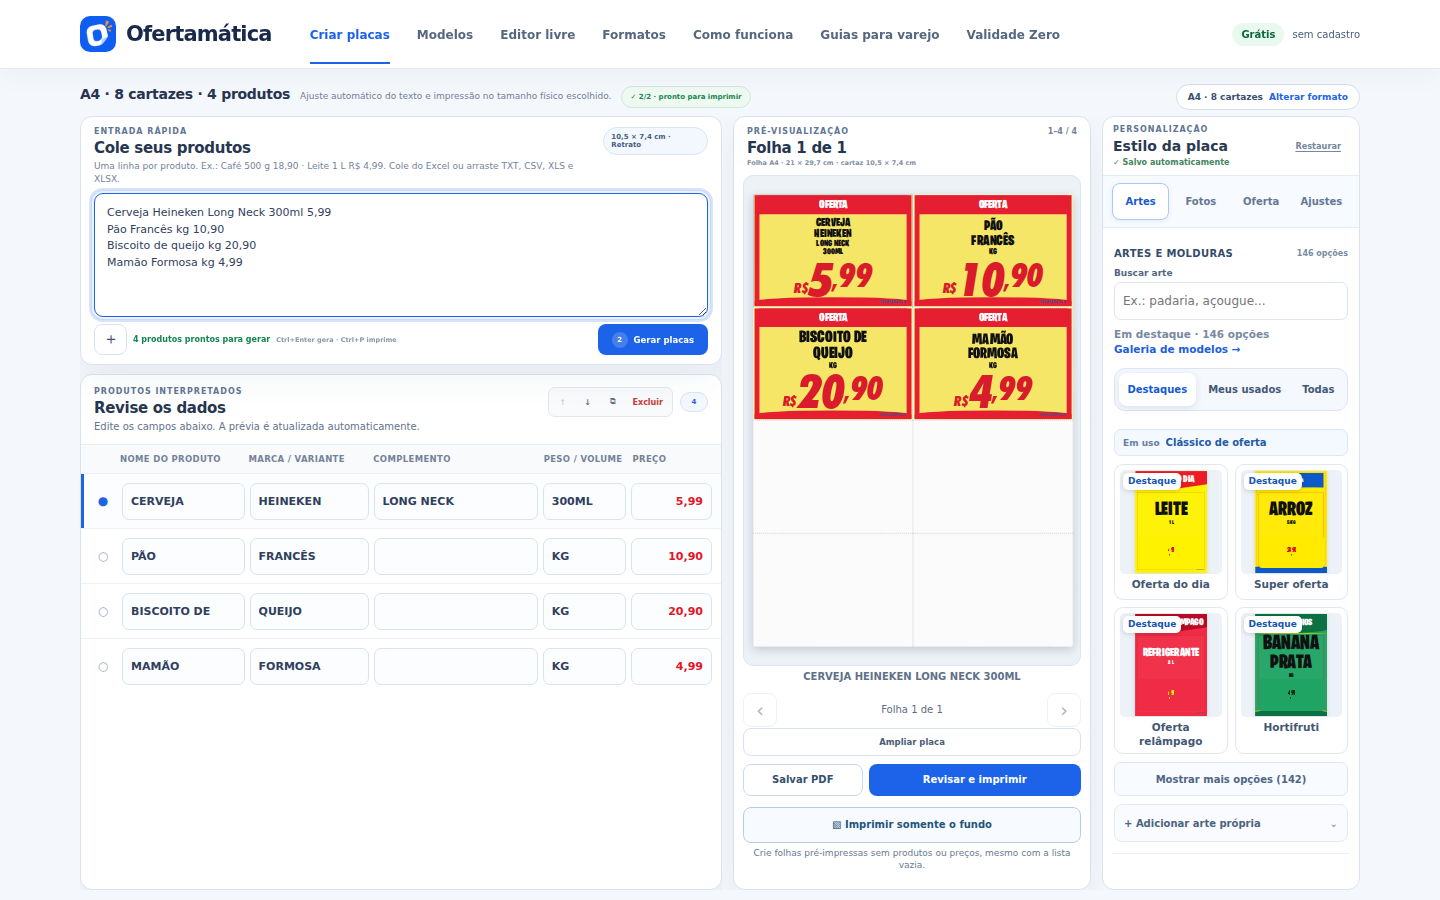 Ofertamática
Criar placas
Modelos
Editor livre
Formatos
Como funciona
Guias para varejo
Validade Zero
Grátis
sem cadastro
A4 · 8 cartazes · 4 produtos
Ajuste automático do texto e impressão no tamanho físico escolhido.
✓ 2/2 · pronto para imprimir
A4 · 8 cartazes Alterar formato
ENTRADA RÁPIDA
Cole seus produtos
Uma linha por produto. Ex.: Café 500 g 18,90 · Leite 1 L R$ 4,99. Cole do Excel ou arraste TXT, CSV, XLS e
XLSX.
10,5 × 7,4 cm ·
Retrato
Cerveja Heineken Long Neck 300ml 5,99
Pão Francês kg 10,90
Biscoito de queijo kg 20,90
Mamão Formosa kg 4,99
+
4 produtos prontos para gerar
Ctrl+Enter gera · Ctrl+P imprime
2 Gerar placas
PRODUTOS INTERPRETADOS
Revise os dados
Edite os campos abaixo. A prévia é atualizada automaticamente.
↑ ↓ ⧉ Excluir
4
NOME DO PRODUTO MARCA / VARIANTE COMPLEMENTO PESO / VOLUME PREÇO
CERVEJA HEINEKEN LONG NECK 300ML 5,99
PÃO FRANCÊS KG 10,90
BISCOITO DE QUEIJO KG 20,90
MAMÃO FORMOSA KG 4,99
PRÉ-VISUALIZAÇÃO
1–4 / 4
Folha 1 de 1
Folha A4 · 21 × 29,7 cm · cartaz 10,5 × 7,4 cm
OFERTA
CERVEJA
HEINEKEN
LONG NECK
300ML
R$5,99
OFERTA
PÃO
FRANCÊS
KG
R$10,90
OFERTA
BISCOITO DE
QUEIJO
KG
R$20,90
OFERTA
MAMÃO
FORMOSA
KG
R$4,99
CERVEJA HEINEKEN LONG NECK 300ML
‹
Folha 1 de 1
›
Ampliar placa
Salvar PDF
Revisar e imprimir
▧ Imprimir somente o fundo
Crie folhas pré-impressas sem produtos ou preços, mesmo com a lista
vazia.
PERSONALIZAÇÃO
Estilo da placa
✓ Salvo automaticamente
Restaurar
Artes
Fotos
Oferta
Ajustes
ARTES E MOLDURAS
146 opções
Buscar arte
Ex.: padaria, açougue...
Em destaque · 146 opções
Galeria de modelos →
Destaques
Meus usados
Todas
Em uso Clássico de oferta
Destaque
DIA
LEITE
1 L
Oferta do dia
Destaque
ARROZ
5 KG
Super oferta
Destaque
REFRIGERANTE
2 L
Oferta
relâmpago
Destaque
BANANA
PRATA
Hortifruti
Mostrar mais opções (142)
+ Adicionar arte própria ⌄